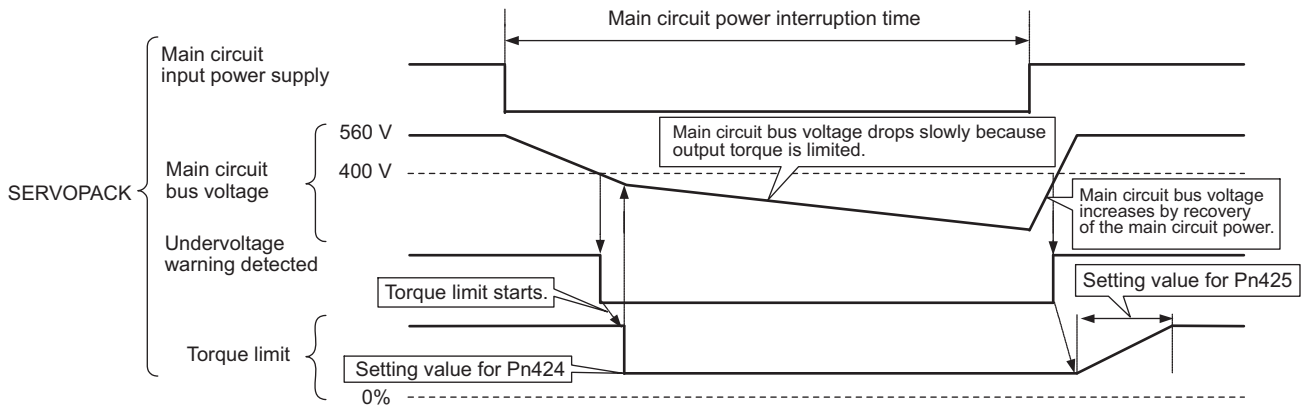 Main circuit power interruption time
Main circuit
input power supply
560 V
Main circuit bus voltage drops slowly because
output torque is limited.
Main circuit
bus voltage
400 V
SERVOPACK
Main circuit bus voltage
increases by recovery
of the main circuit power.
Undervoltage
warning detected
Torque limit starts.
Setting value for Pn425
Torque limit
Setting value for Pn424
0%